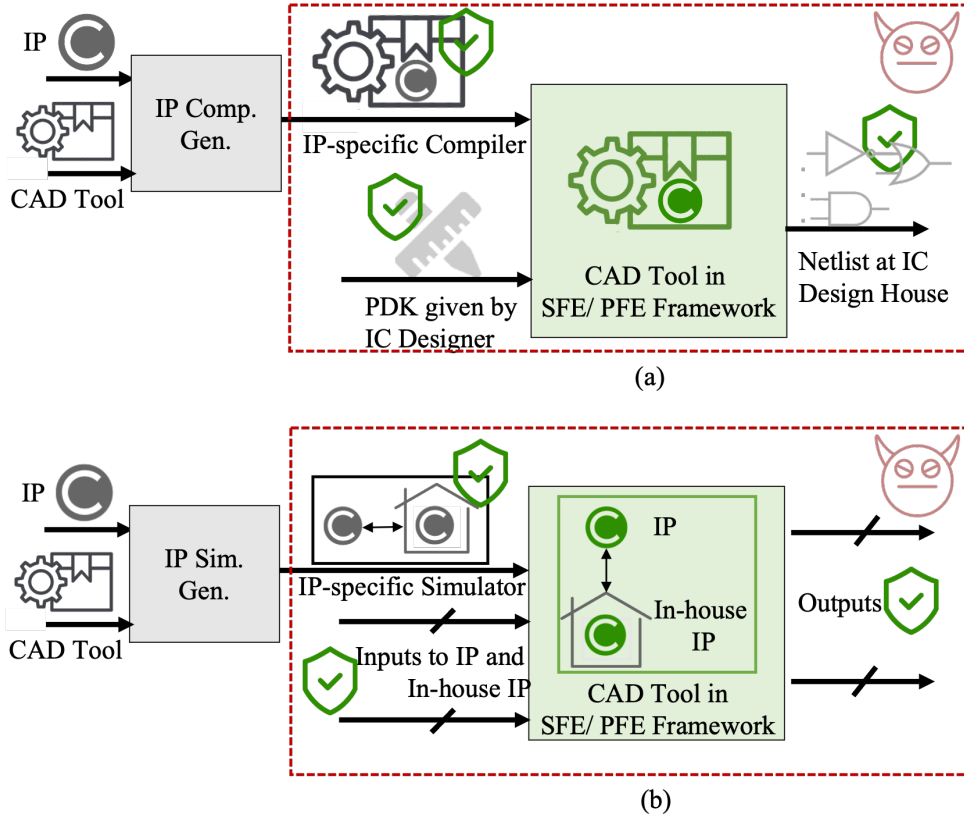 IP
CAD Tool
IP Comp.
Gen.
IP-specific Compiler
PDK given by
IC Designer
CAD Tool in
SFE/ PFE Framework
Netlist at IC
Design House
(a)
IP
CAD Tool
IP Sim.
Gen.
IP-specific Simulator
Inputs to IP and
In-house IP
IP
In-house
IP
CAD Tool in
SFE/ PFE Framework
Outputs
(b)